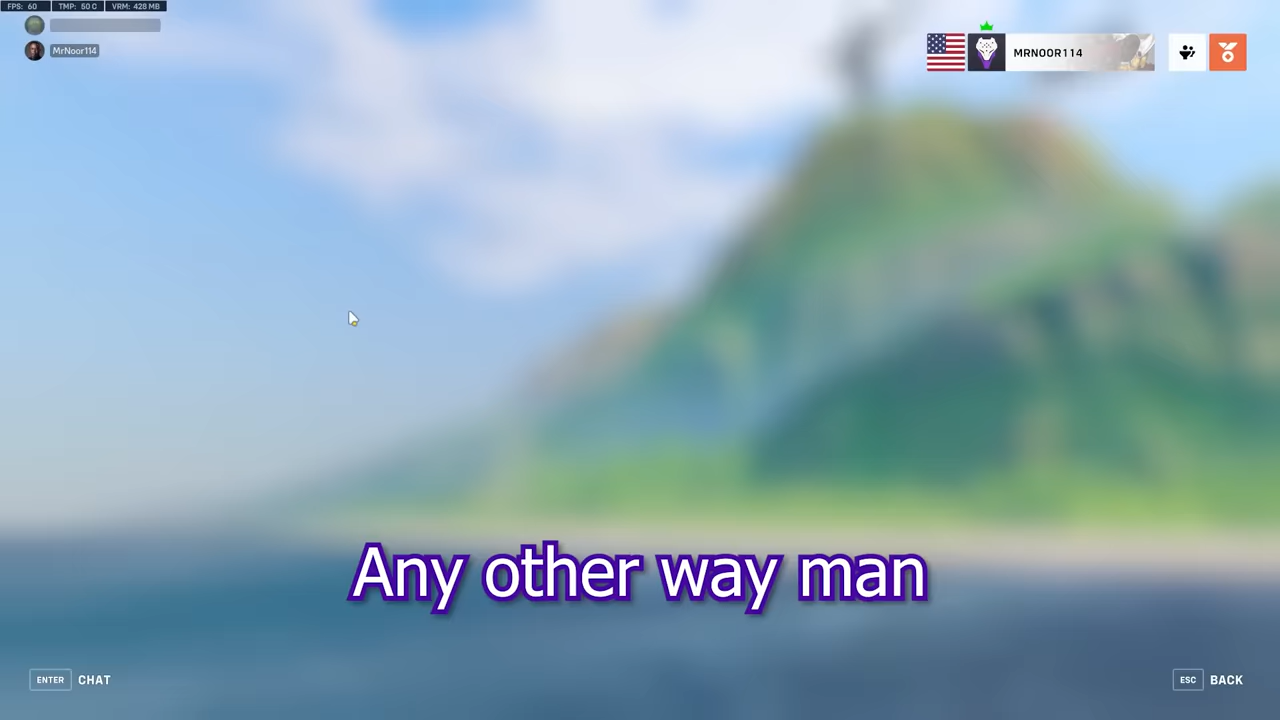 FPS: 60 TMP: 50 C VRM: 428 MB
MrNoor114
MRNOOR114
Any other way man
ENTER CHAT
ESC BACK